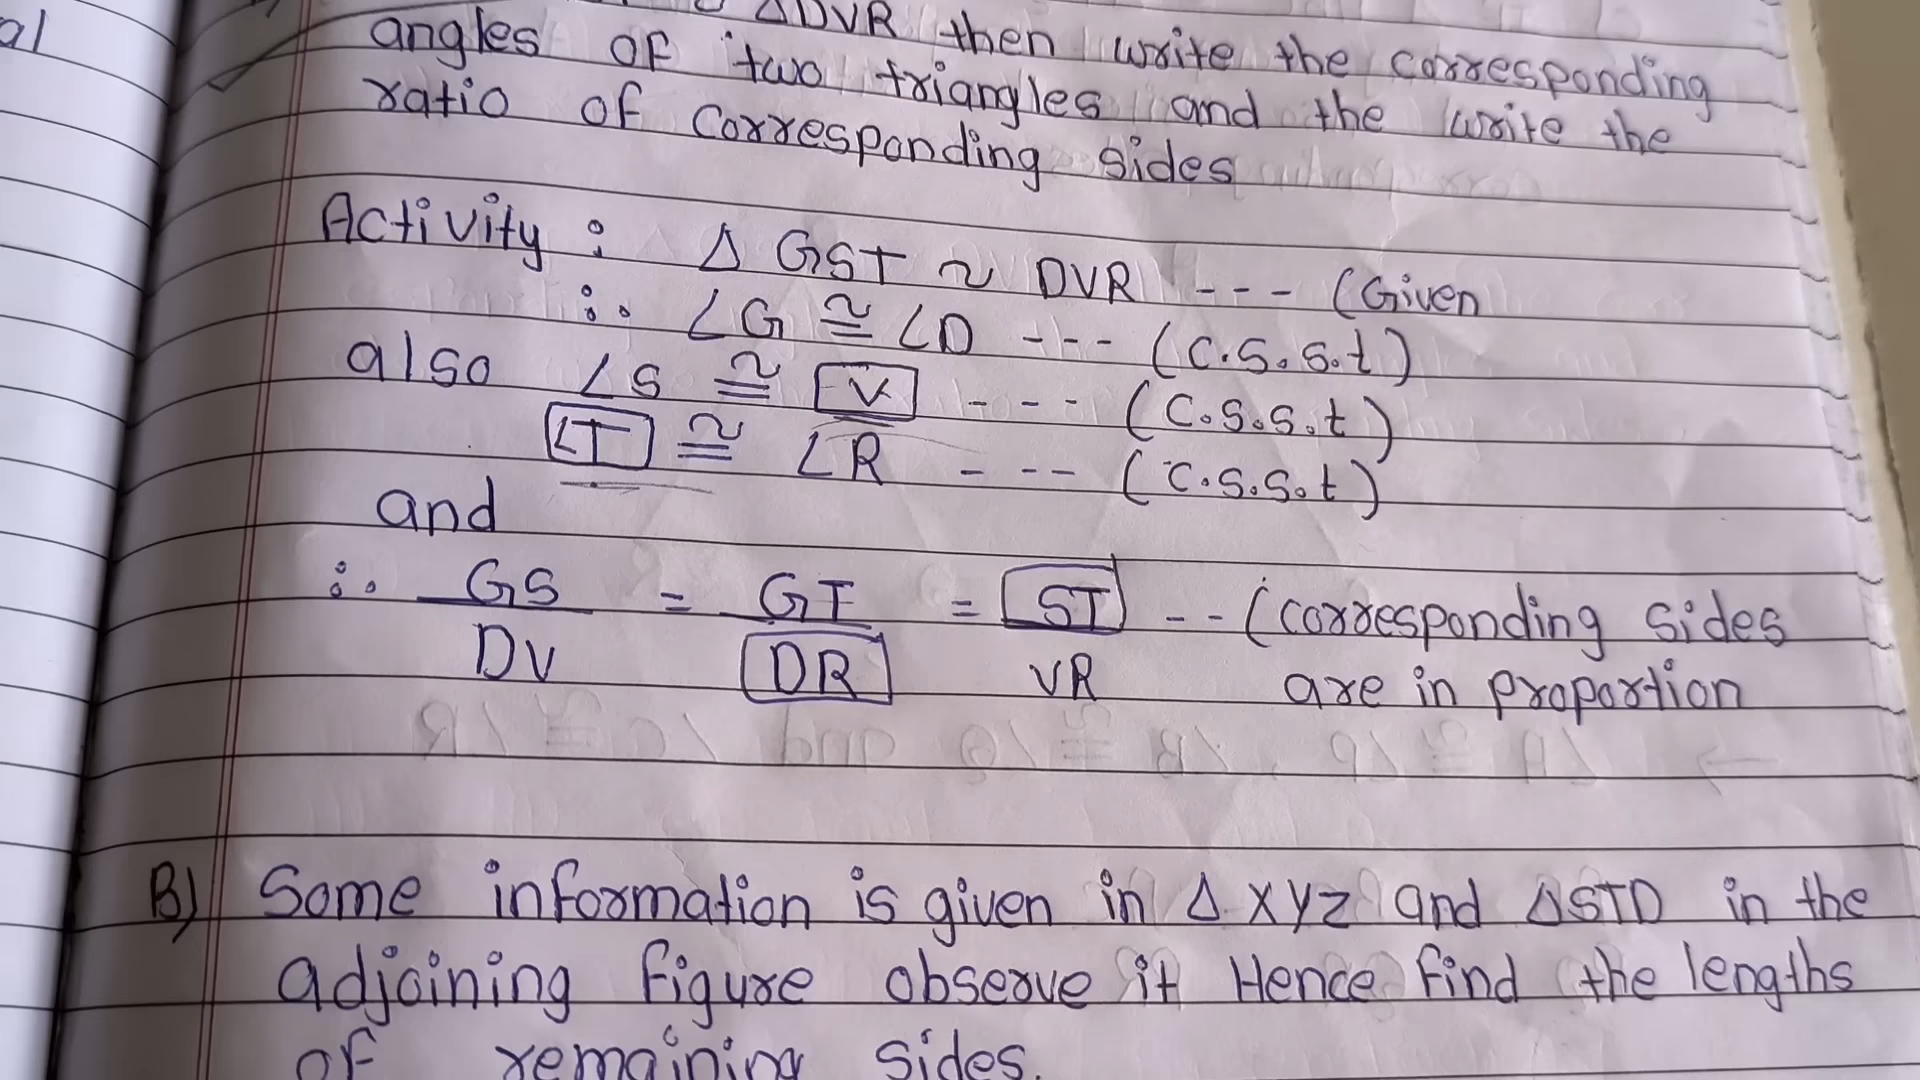 al
ΔDVR then write the corresponding
angles of two triangles and the write the
ratio of corresponding sides
Activity : Δ GST ~ DVR --- (Given
∴ ∠G ≅ ∠D --- (C.S.S.t)
also ∠S ≅ V --- (C.S.S.t)
∠T ≅ ∠R --- (C.S.S.t)
and
∴ GS = GT = ST -- (corresponding sides
DV DR VR are in proportion
B) Some information is given in Δ XYZ and ΔSTD in the
adjoining figure observe it Hence find the lengths
of remaining sides.